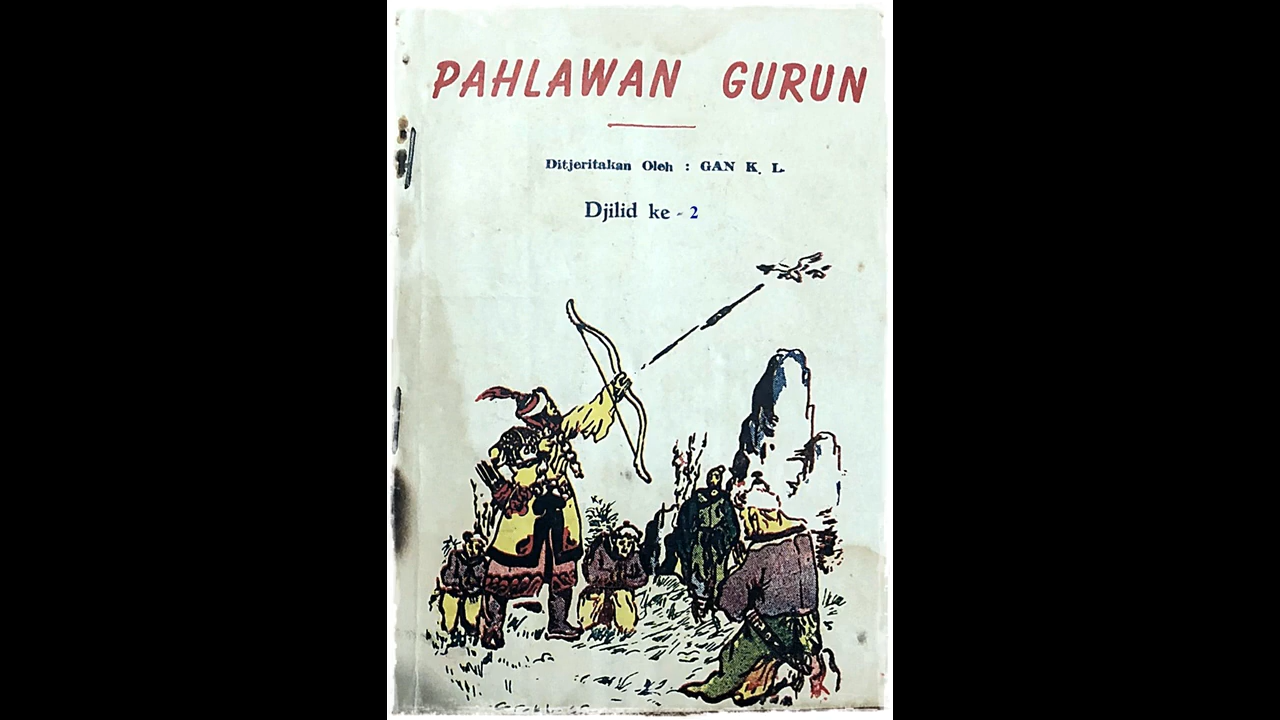 PAHLAWAN GURUN
Ditjeritakan Oleh : GAN K. L.
Djilid ke - 2